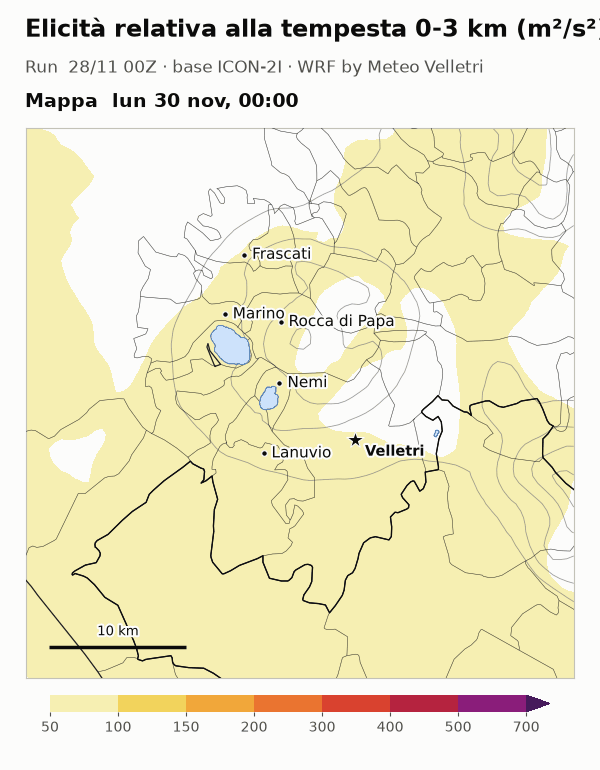 Elicità relativa alla tempesta 0-3 km (m²/s²)
Run  28/11 00Z · base ICON-2I · WRF by Meteo Velletri
Mappa  lun 30 nov, 00:00
Frascati
Marino
Rocca di Papa
Nemi
Velletri
Lanuvio
10 km
50 100 150 200 300 400 500 700